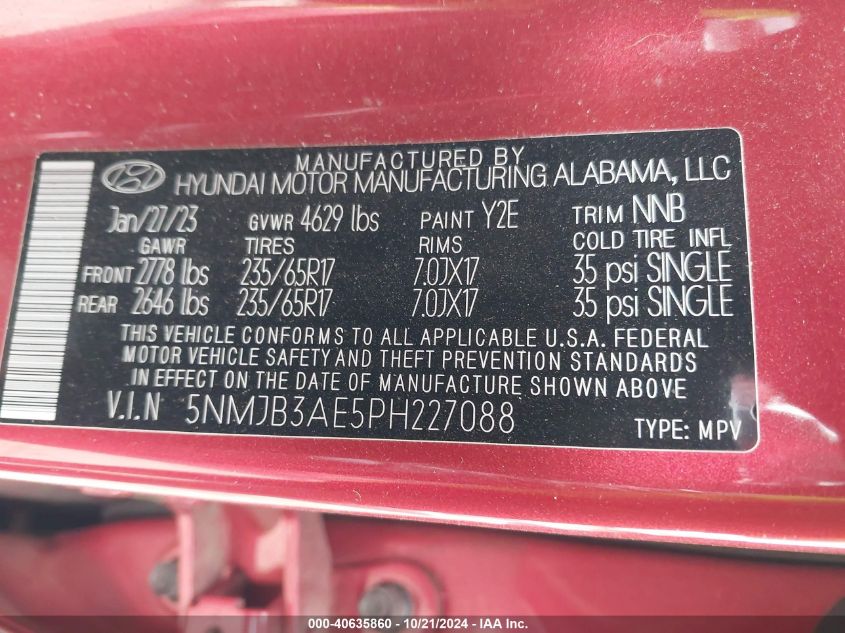 MANUFACTURED BY
HYUNDAI MOTOR MANUFACTURING ALABAMA, LLC
Jan/27/23 GVWR 4629 lbs PAINT Y2E TRIM NNB
GAWR TIRES RIMS COLD TIRE INFL
FRONT 2778 lbs 235/65R17 7.0JX17 35 psi SINGLE
REAR 2646 lbs 235/65R17 7.0JX17 35 psi SINGLE
THIS VEHICLE CONFORMS TO ALL APPLICABLE U.S.A. FEDERAL
MOTOR VEHICLE SAFETY AND THEFT PREVENTION STANDARDS
IN EFFECT ON THE DATE OF MANUFACTURE SHOWN ABOVE
V.I.N 5NMJB3AE5PH227088
TYPE: MPV
000-40635860 - 10/21/2024 - IAA Inc.